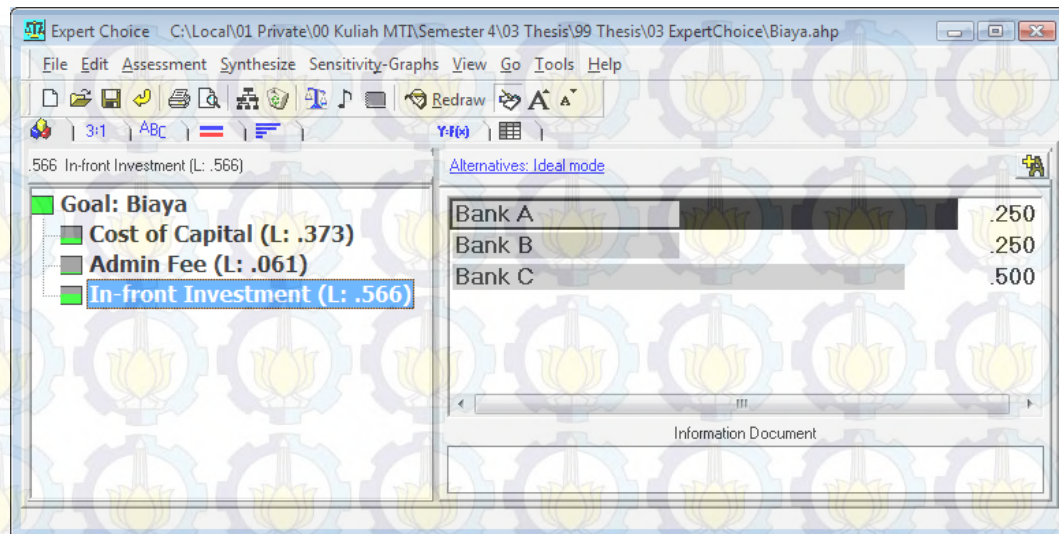 Expert Choice C:\Local\01 Private\00 Kuliah MTI\Semester 4\03 Thesis\99 Thesis\03 ExpertChoice\Biaya.ahp
File Edit Assessment Synthesize Sensitivity-Graphs View Go Tools Help
Redraw A A
3:1 ABC Y=F(x)
.566 In-front Investment (L: .566)
Alternatives: Ideal mode
Goal: Biaya
Cost of Capital (L: .373)
Admin Fee (L: .061)
In-front Investment (L: .566)
Bank A .250
Bank B .250
Bank C .500
Information Document